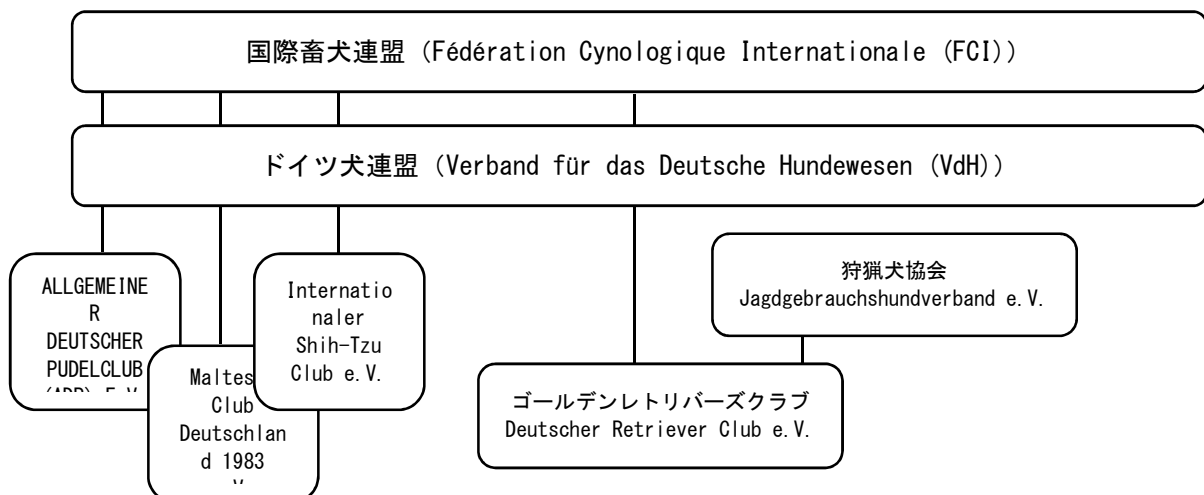 国際畜犬連盟 (Fédération Cynologique Internationale (FCI))
ドイツ犬連盟 (Verband für das Deutsche Hundewesen (VdH))
ALLGEMEINE
R
DEUTSCHER
PUDELCLUB
Internatio
naler
Shih-Tzu
Club e.V.
狩猟犬協会
Jagdgebrauchshundverband e.V.
Club
Deutschlan
d 1983
ゴールデンレトリバーズクラブ
Deutscher Retriever Club e.V.